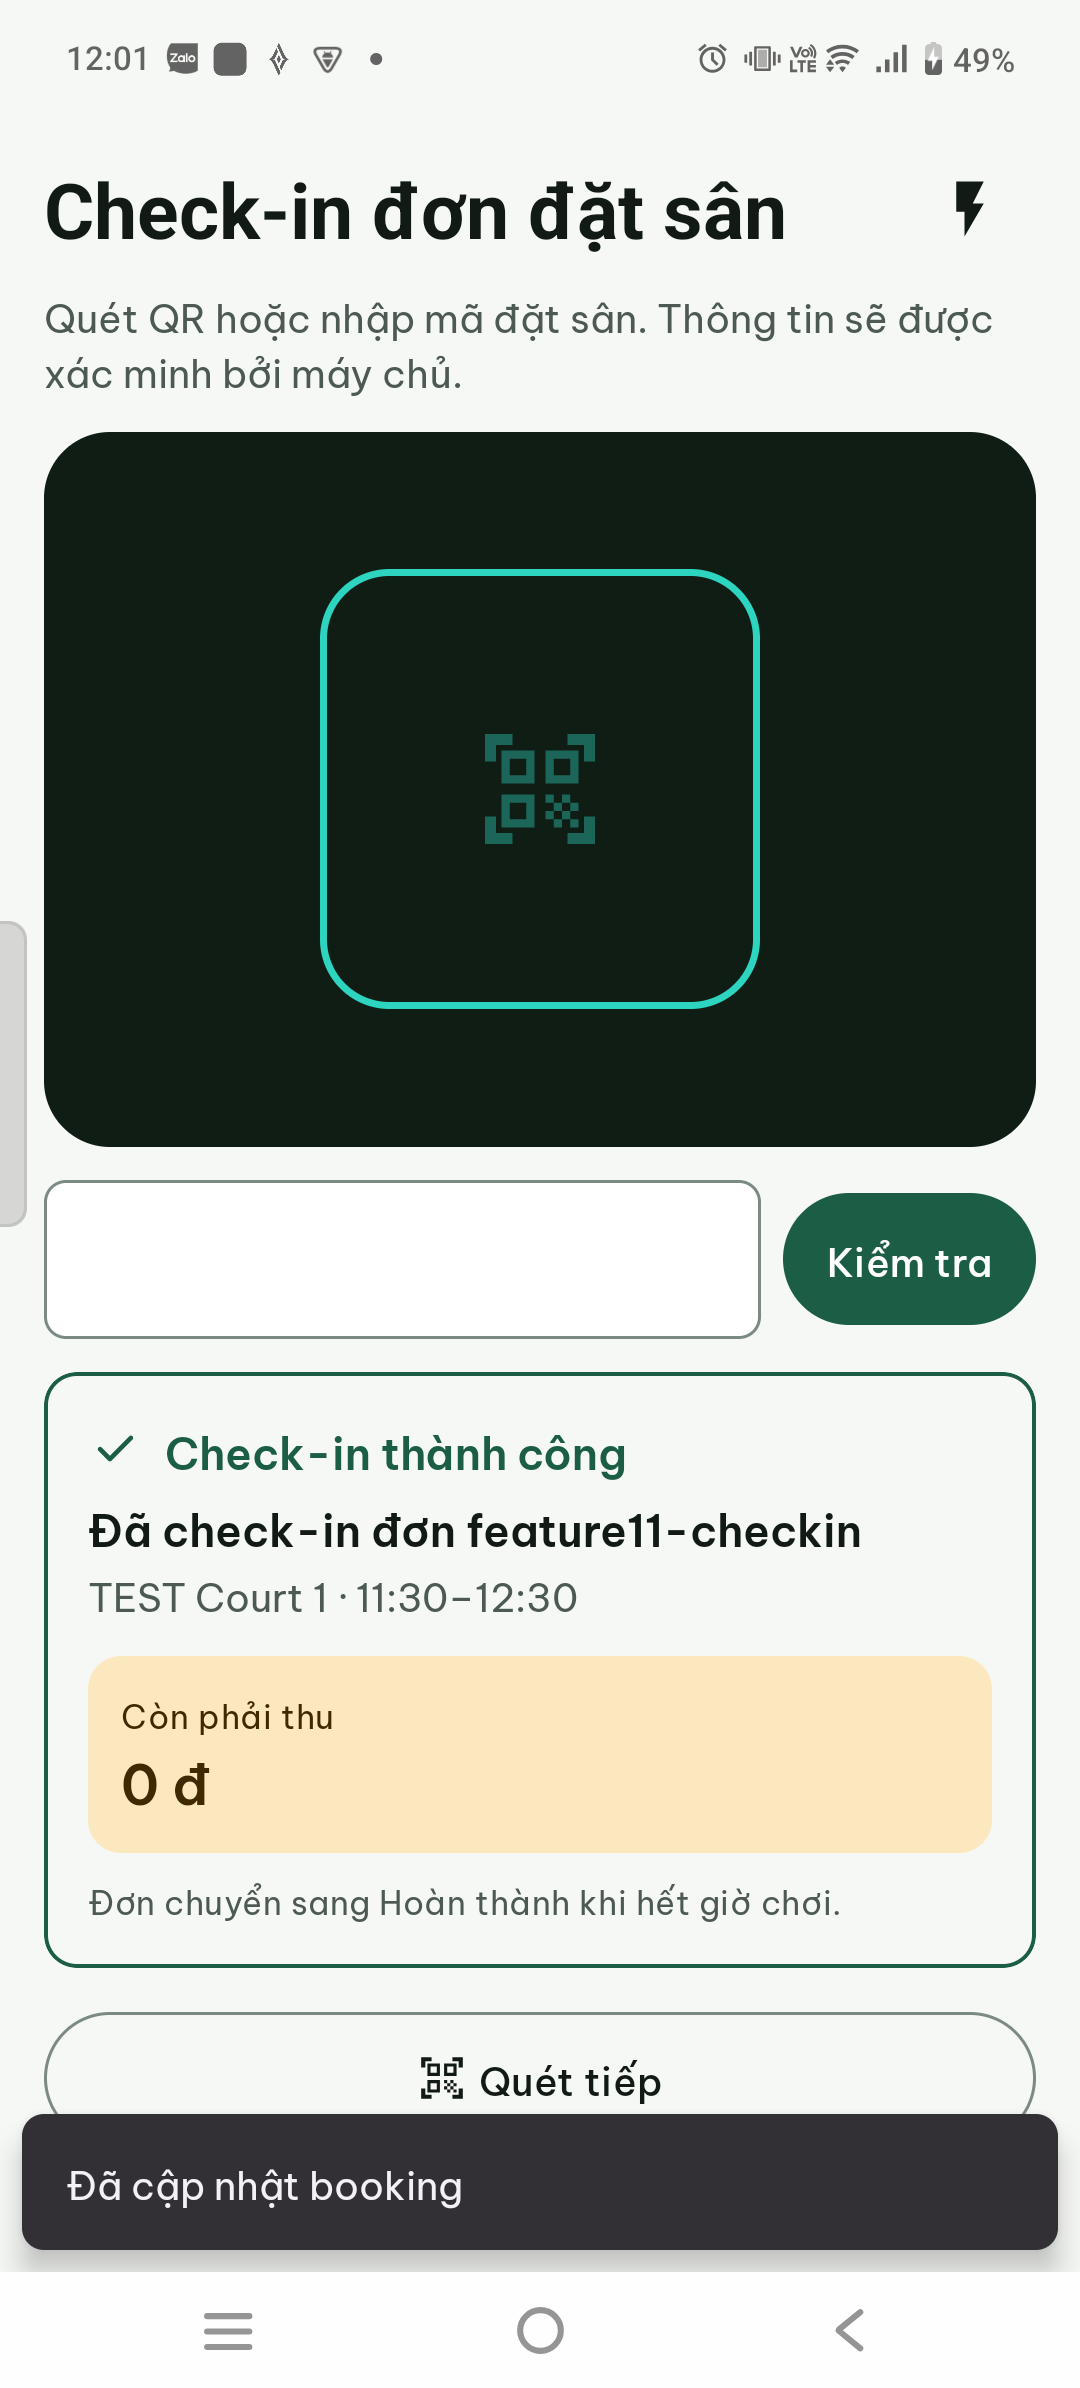 12:01
Zalo
Vo))
LTE
49%
Check-in đơn đặt sân
Quét QR hoặc nhập mã đặt sân. Thông tin sẽ được
xác minh bởi máy chủ.
Kiểm tra
Check-in thành công
Đã check-in đơn feature11-checkin
TEST Court 1 · 11:30–12:30
Còn phải thu
0 đ
Đơn chuyển sang Hoàn thành khi hết giờ chơi.
Quét tiếp
Đã cập nhật booking